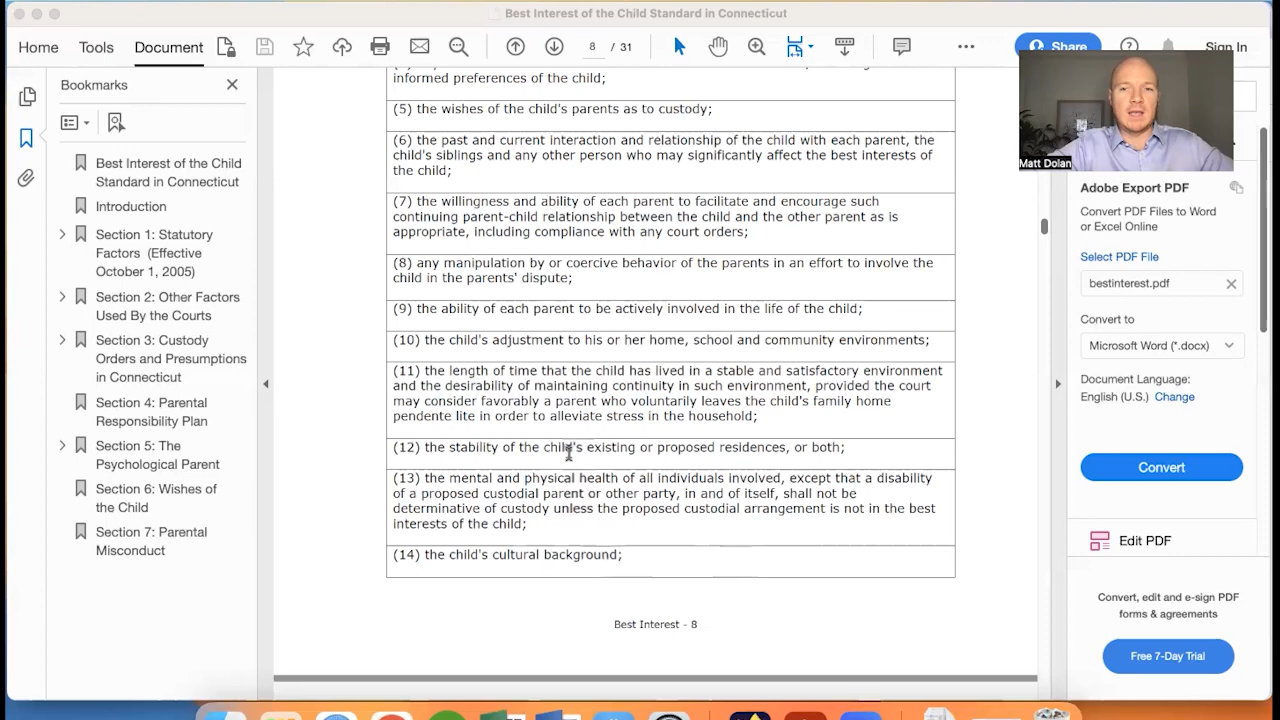 Best Interest of the Child Standard in Connecticut
Home Tools Document 8 / 31 Share Sign In
Bookmarks
Best Interest of the Child
Standard in Connecticut
Introduction
Section 1: Statutory
Factors (Effective
October 1, 2005)
Section 2: Other Factors
Used By the Courts
Section 3: Custody
Orders and Presumptions
in Connecticut
Section 4: Parental
Responsibility Plan
Section 5: The
Psychological Parent
Section 6: Wishes of
the Child
Section 7: Parental
Misconduct
informed preferences of the child;
(5) the wishes of the child's parents as to custody;
(6) the past and current interaction and relationship of the child with each parent, the
child's siblings and any other person who may significantly affect the best interests of
the child;
(7) the willingness and ability of each parent to facilitate and encourage such
continuing parent-child relationship between the child and the other parent as is
appropriate, including compliance with any court orders;
(8) any manipulation by or coercive behavior of the parents in an effort to involve the
child in the parents' dispute;
(9) the ability of each parent to be actively involved in the life of the child;
(10) the child's adjustment to his or her home, school and community environments;
(11) the length of time that the child has lived in a stable and satisfactory environment
and the desirability of maintaining continuity in such environment, provided the court
may consider favorably a parent who voluntarily leaves the child's family home
pendente lite in order to alleviate stress in the household;
(12) the stability of the child's existing or proposed residences, or both;
(13) the mental and physical health of all individuals involved, except that a disability
of a proposed custodial parent or other party, in and of itself, shall not be
determinative of custody unless the proposed custodial arrangement is not in the best
interests of the child;
(14) the child's cultural background;
Best Interest - 8
Matt Dolan
Adobe Export PDF
Convert PDF Files to Word
or Excel Online
Select PDF File
bestinterest.pdf
Convert to
Microsoft Word (*.docx)
Document Language:
English (U.S.) Change
Convert
Edit PDF
Convert, edit and e-sign PDF
forms & agreements
Free 7-Day Trial